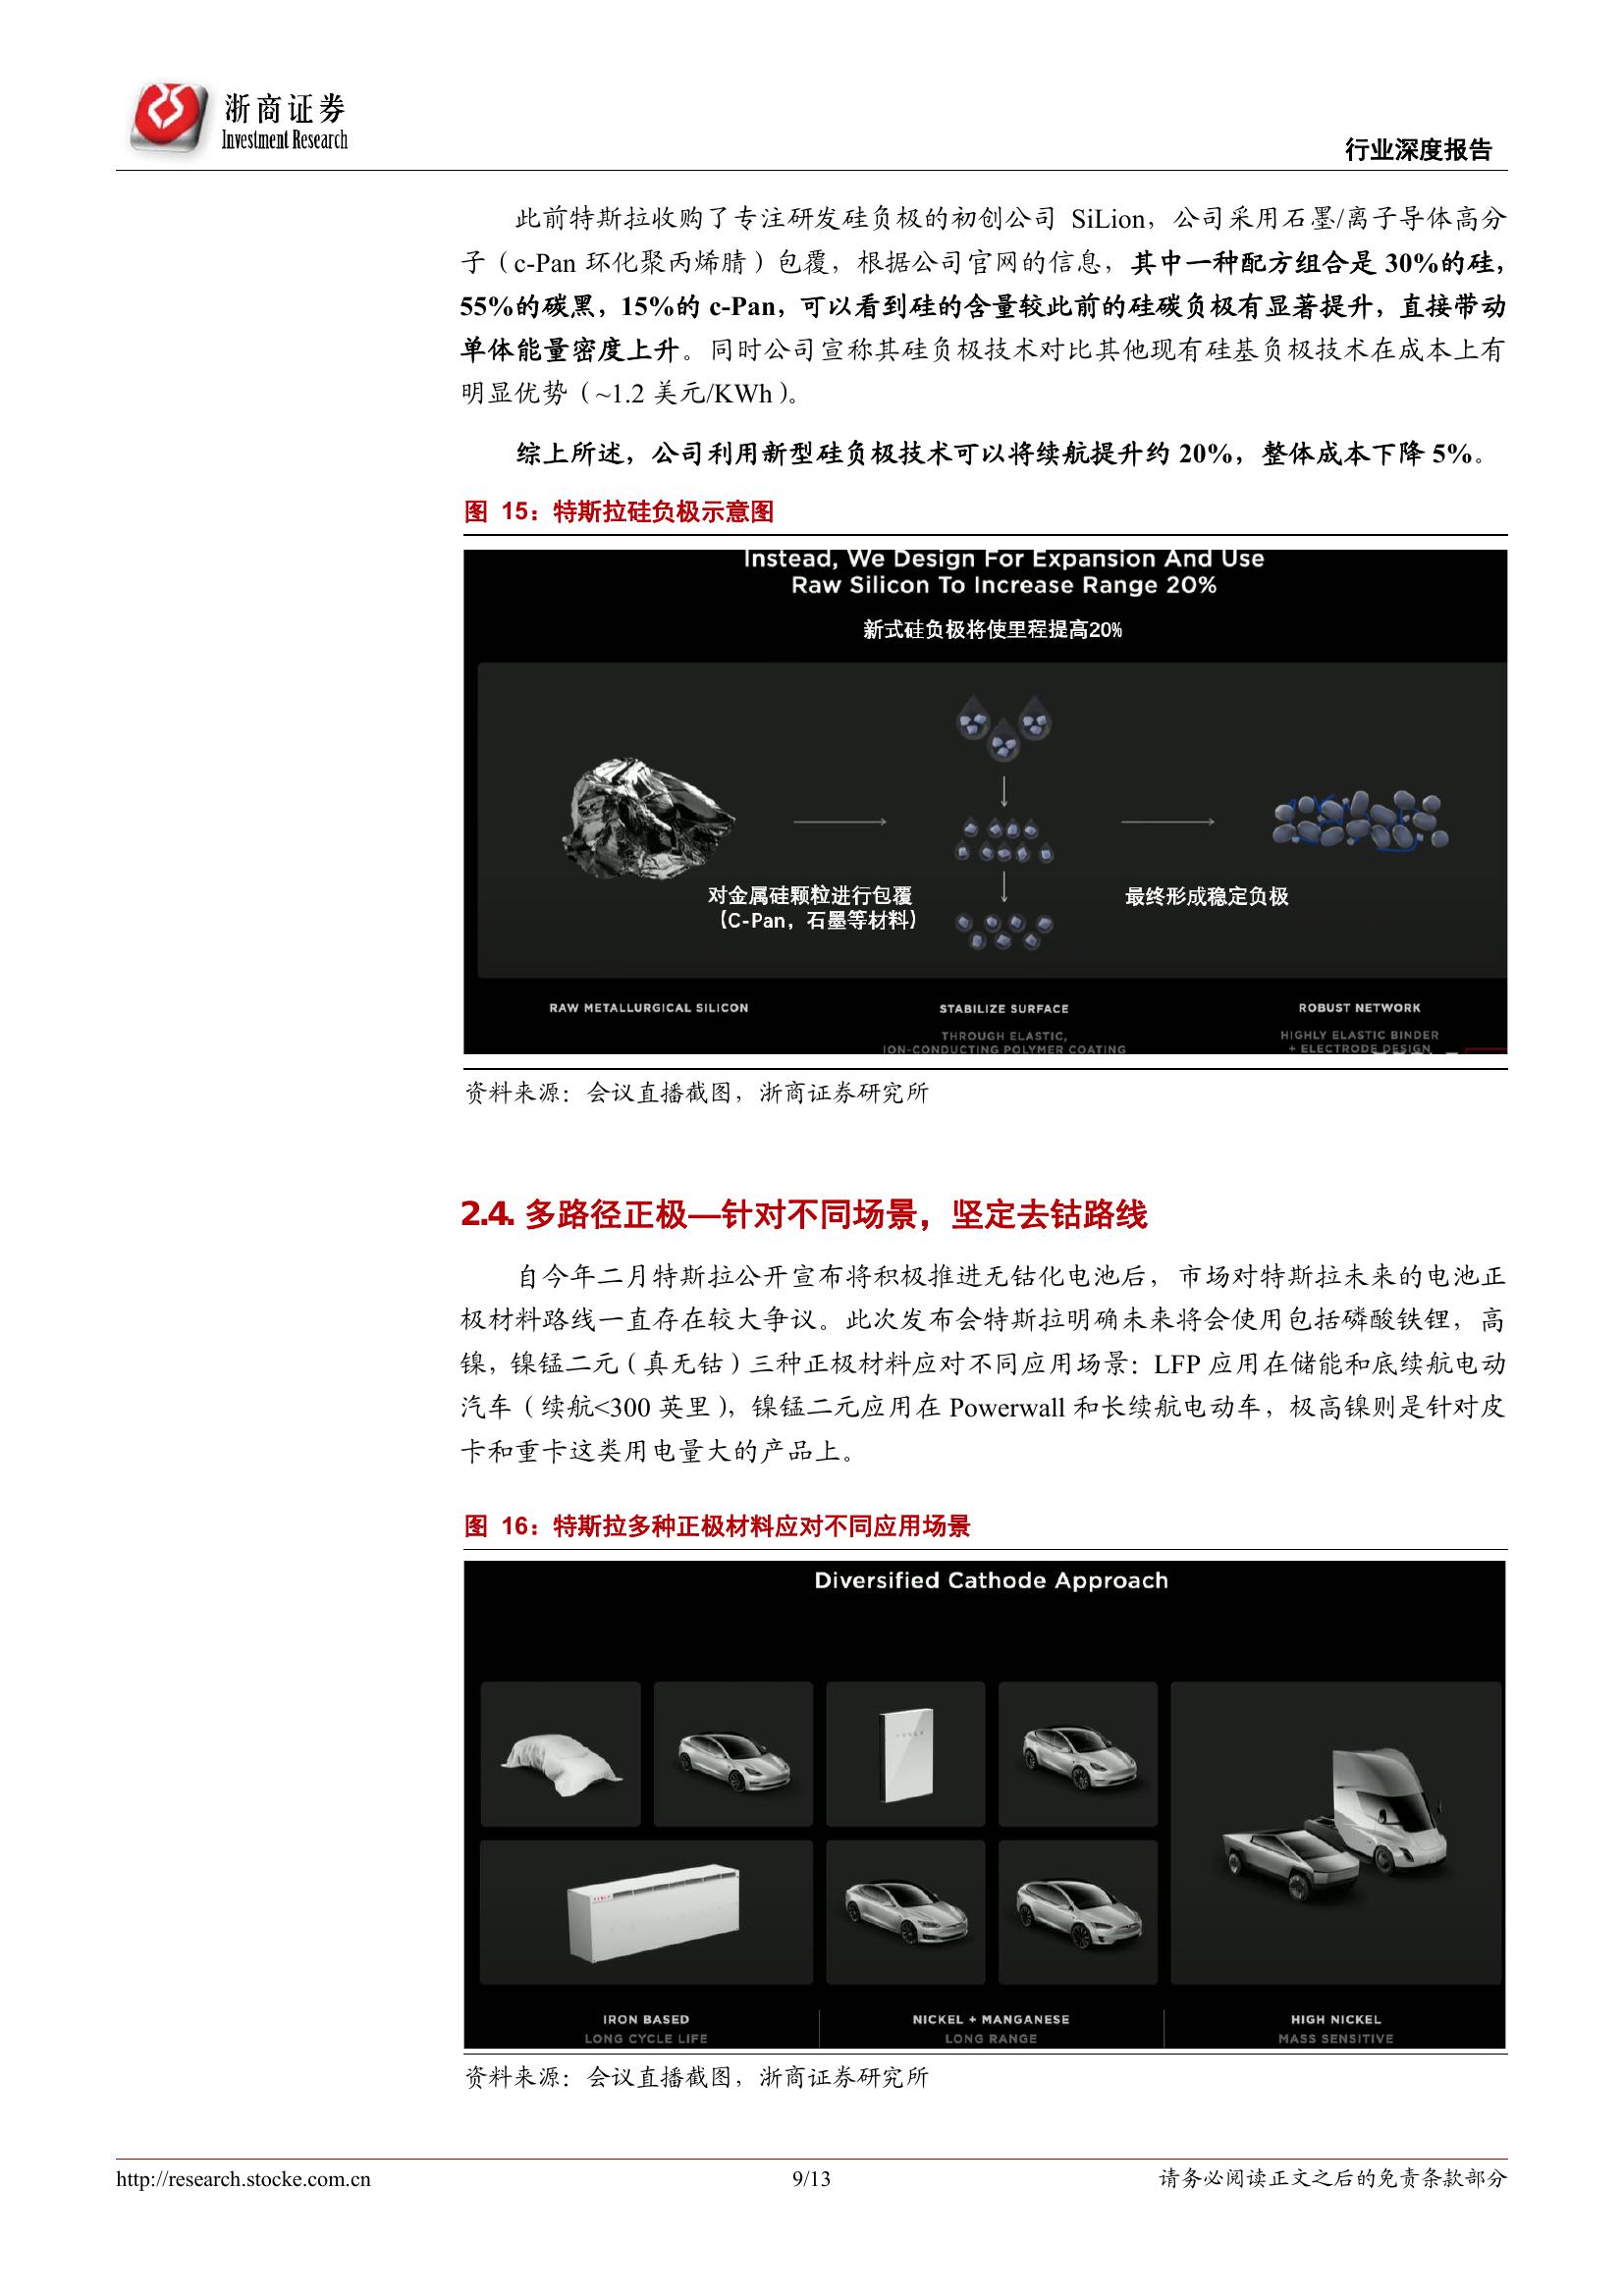 浙商证券
Investment Research
行业深度报告
此前特斯拉收购了专注研发硅负极的初创公司 SiLion，公司采用石墨/离子导体高分
子（c-Pan 环化聚丙烯腈）包覆，根据公司官网的信息，其中一种配方组合是 30%的硅，
55%的碳黑，15%的 c-Pan，可以看到硅的含量较此前的硅碳负极有显著提升，直接带动
单体能量密度上升。同时公司宣称其硅负极技术对比其他现有硅基负极技术在成本上有
明显优势（~1.2 美元/KWh）。
综上所述，公司利用新型硅负极技术可以将续航提升约 20%，整体成本下降 5%。
图 15：特斯拉硅负极示意图
Instead, We Design For Expansion And Use
Raw Silicon To Increase Range 20%
新式硅负极将使里程提高20%
对金属硅颗粒进行包覆
（C-Pan，石墨等材料）
最终形成稳定负极
RAW METALLURGICAL SILICON
STABILIZE SURFACE
THROUGH ELASTIC,
ION-CONDUCTING POLYMER COATING
ROBUST NETWORK
HIGHLY ELASTIC BINDER
+ ELECTRODE DESIGN
资料来源：会议直播截图，浙商证券研究所
2.4. 多路径正极—针对不同场景，坚定去钴路线
自今年二月特斯拉公开宣布将积极推进无钴化电池后，市场对特斯拉未来的电池正
极材料路线一直存在较大争议。此次发布会特斯拉明确未来将会使用包括磷酸铁锂，高
镍，镍锰二元（真无钴）三种正极材料应对不同应用场景：LFP 应用在储能和底续航电动
汽车（续航<300 英里），镍锰二元应用在 Powerwall 和长续航电动车，极高镍则是针对皮
卡和重卡这类用电量大的产品上。
图 16：特斯拉多种正极材料应对不同应用场景
Diversified Cathode Approach
TESLA
TESLA
IRON BASED
LONG CYCLE LIFE
NICKEL + MANGANESE
LONG RANGE
HIGH NICKEL
MASS SENSITIVE
资料来源：会议直播截图，浙商证券研究所
http://research.stocke.com.cn
9/13
请务必阅读正文之后的免责条款部分